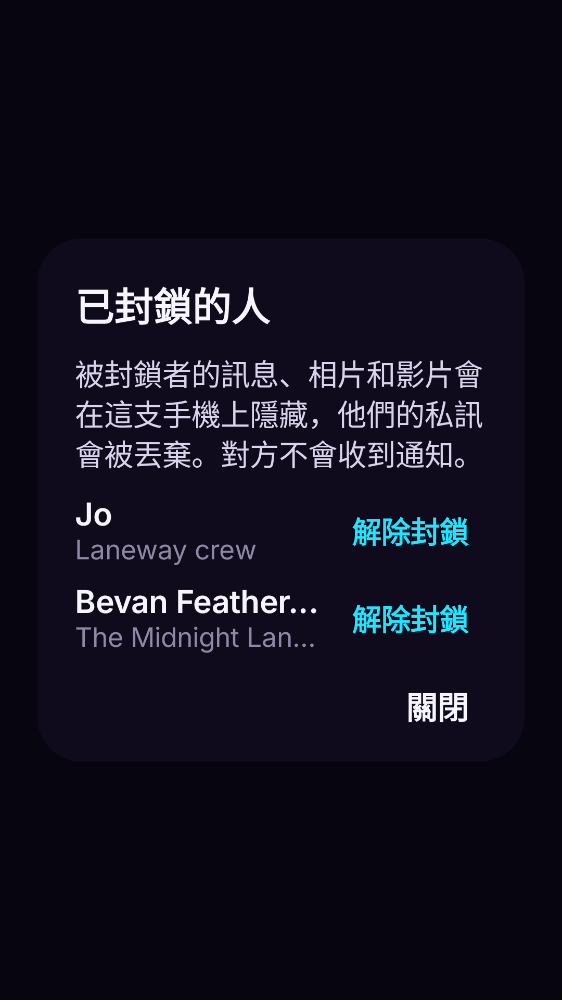 已封鎖的人
被封鎖者的訊息、相片和影片會
在這支手機上隱藏，他們的私訊
會被丟棄。對方不會收到通知。
Jo
Laneway crew
解除封鎖
Bevan Feather...
The Midnight Lan...
解除封鎖
關閉